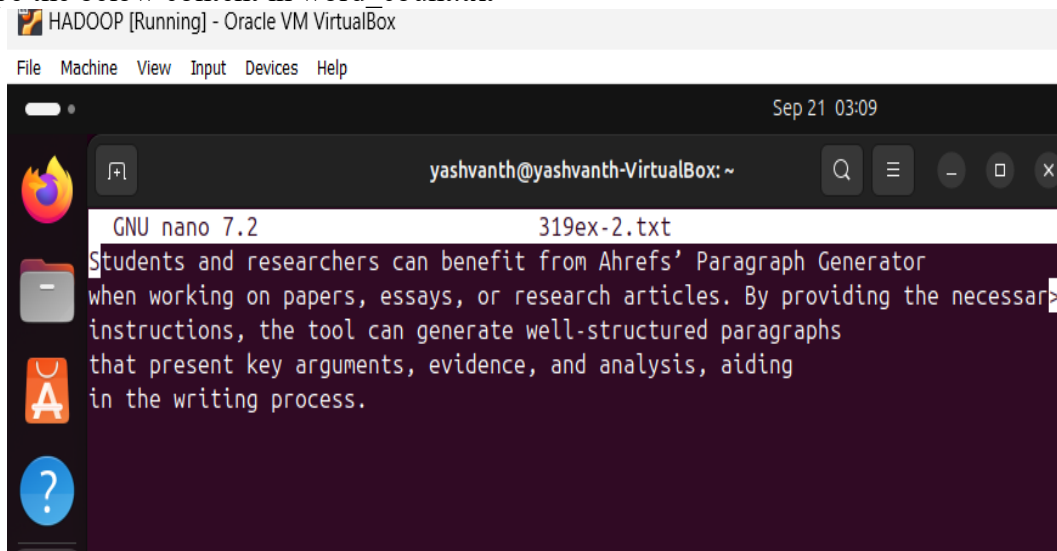 HADOOP [Running] - Oracle VM VirtualBox
File Machine View Input Devices Help
Sep 21 03:09
yashvanth@yashvanth-VirtualBox: ~
GNU nano 7.2 319ex-2.txt
Students and researchers can benefit from Ahrefs’ Paragraph Generator
when working on papers, essays, or research articles. By providing the necessar>
instructions, the tool can generate well-structured paragraphs
that present key arguments, evidence, and analysis, aiding
in the writing process.